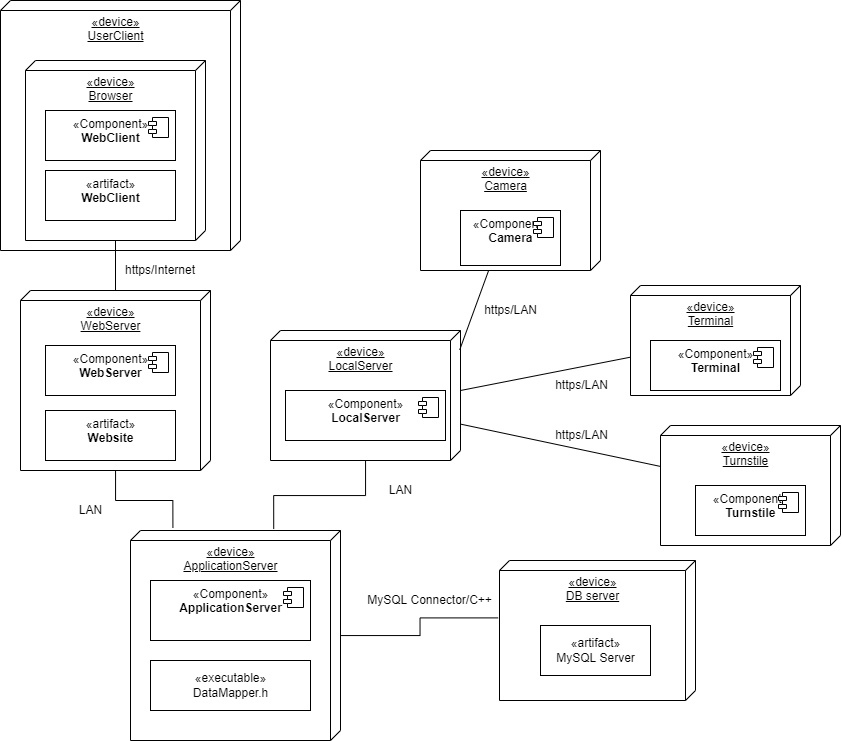 «device»
UserClient
«device»
Browser
«Component»
WebClient
«artifact»
WebClient
https/Internet
«device»
WebServer
«Component»
WebServer
«artifact»
Website
LAN
«device»
Camera
«Component
Camera
https/LAN
«device»
LocalServer
«Component»
LocalServer
LAN
«device»
Terminal
«Component»
Terminal
https/LAN
https/LAN
«device»
Turnstile
«Component
Turnstile
«device»
ApplicationServer
«Component»
ApplicationServer
«executable»
DataMapper.h
MySQL Connector/C++
«device»
DB server
«artifact»
MySQL Server